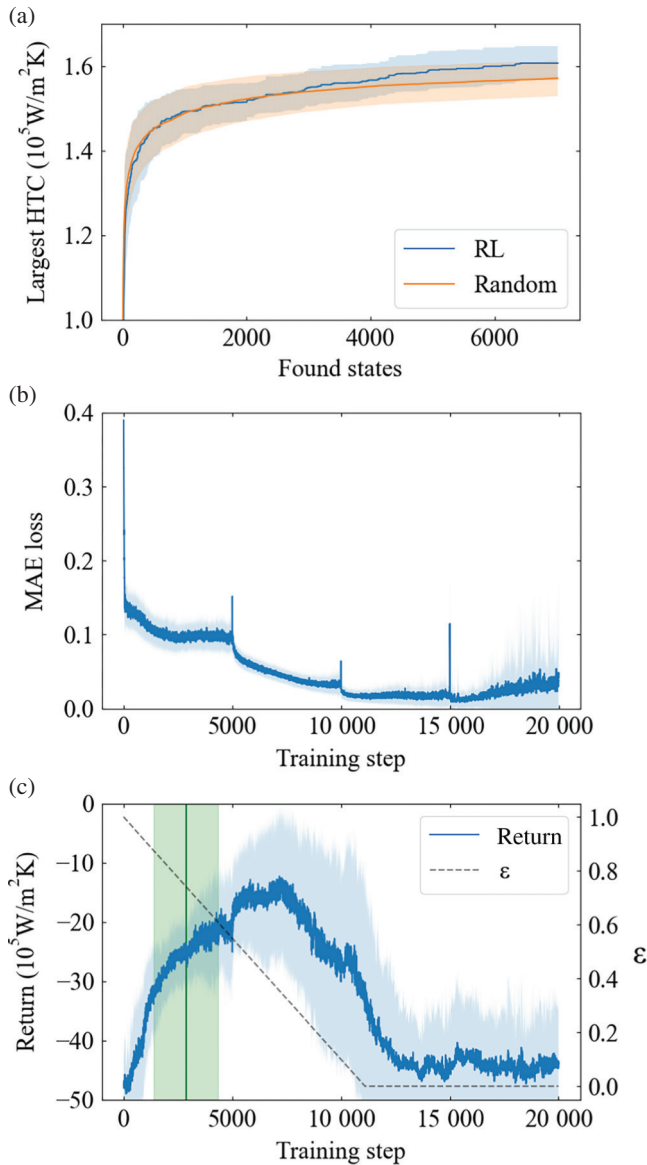 (a)
1.6
1.4
1.2
1.0
Largest HTC (10⁵W/m²K)
RL
Random
0 2000 4000 6000
Found states
(b)
0.4
0.3
0.2
0.1
0.0
MAE loss
0 5000 10 000 15 000 20 000
Training step
(c)
0
−10
−20
−30
−40
−50
Return (10⁵W/m²K)
Return
ε
1.0
0.8
0.6
0.4
0.2
0.0
ε
0 5000 10 000 15 000 20 000
Training step